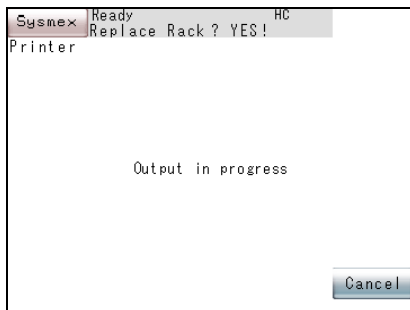 Sysmex
Ready HC
Replace Rack? YES!
Printer
Output in progress
Cancel